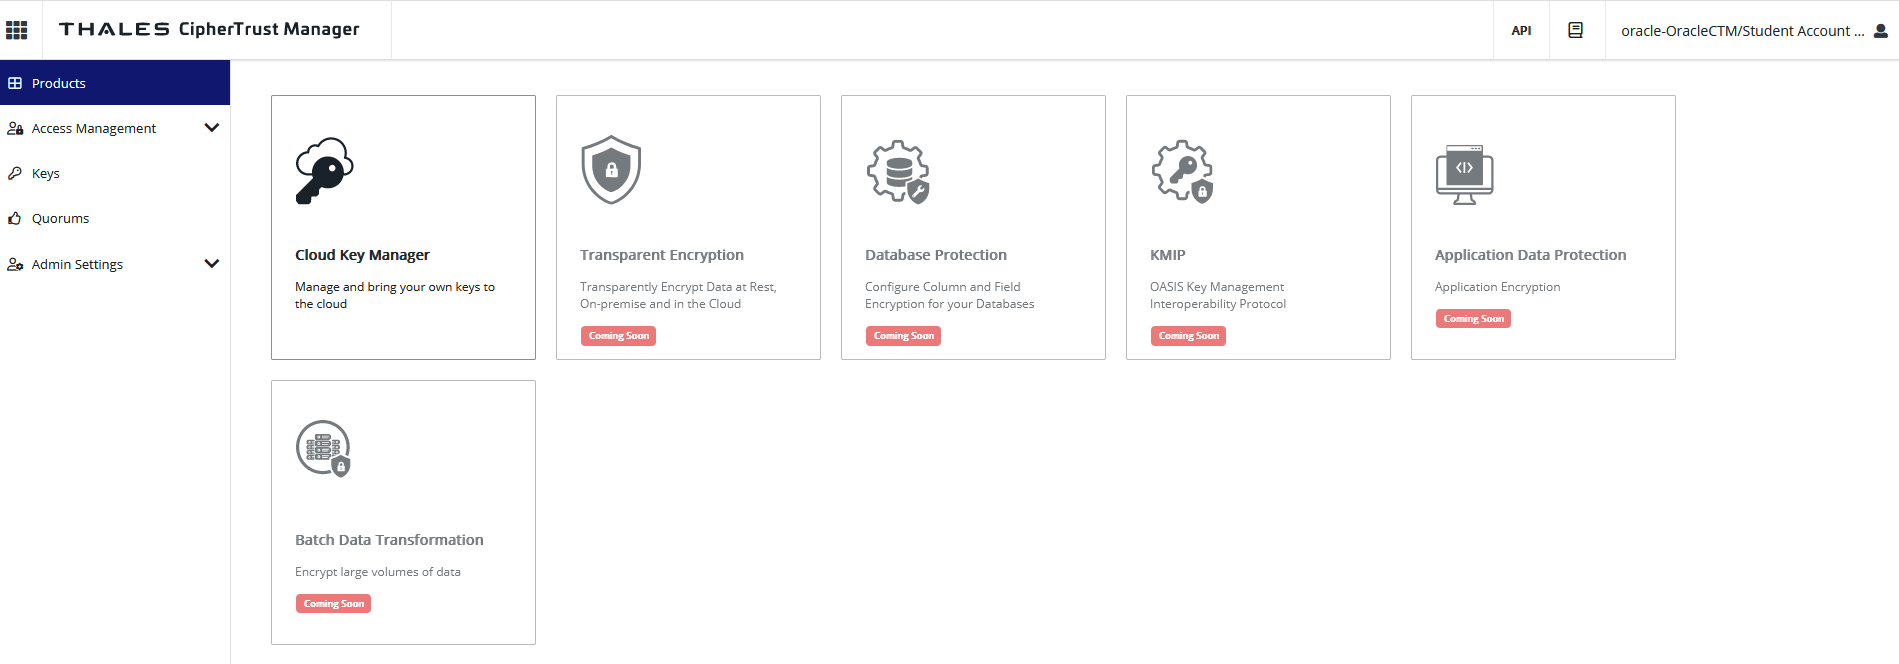 THALES CipherTrust Manager
API
oracle-OracleCTM/Student Account ...
Products
Access Management
Keys
Quorums
Admin Settings
Cloud Key Manager
Manage and bring your own keys to
the cloud
Transparent Encryption
Transparently Encrypt Data at Rest,
On-premise and in the Cloud
Coming Soon
Database Protection
Configure Column and Field
Encryption for your Databases
Coming Soon
KMIP
OASIS Key Management
Interoperability Protocol
Coming Soon
Application Data Protection
Application Encryption
Coming Soon
Batch Data Transformation
Encrypt large volumes of data
Coming Soon